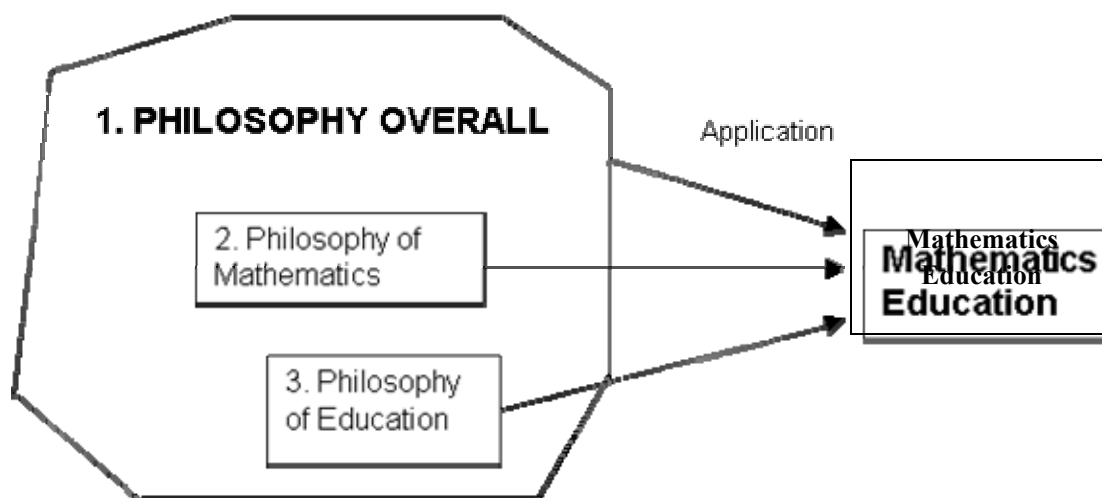 1. PHILOSOPHY OVERALL
Application
2. Philosophy of
Mathematics
3. Philosophy
of Education
Mathematics
Education
Mathematics
Education